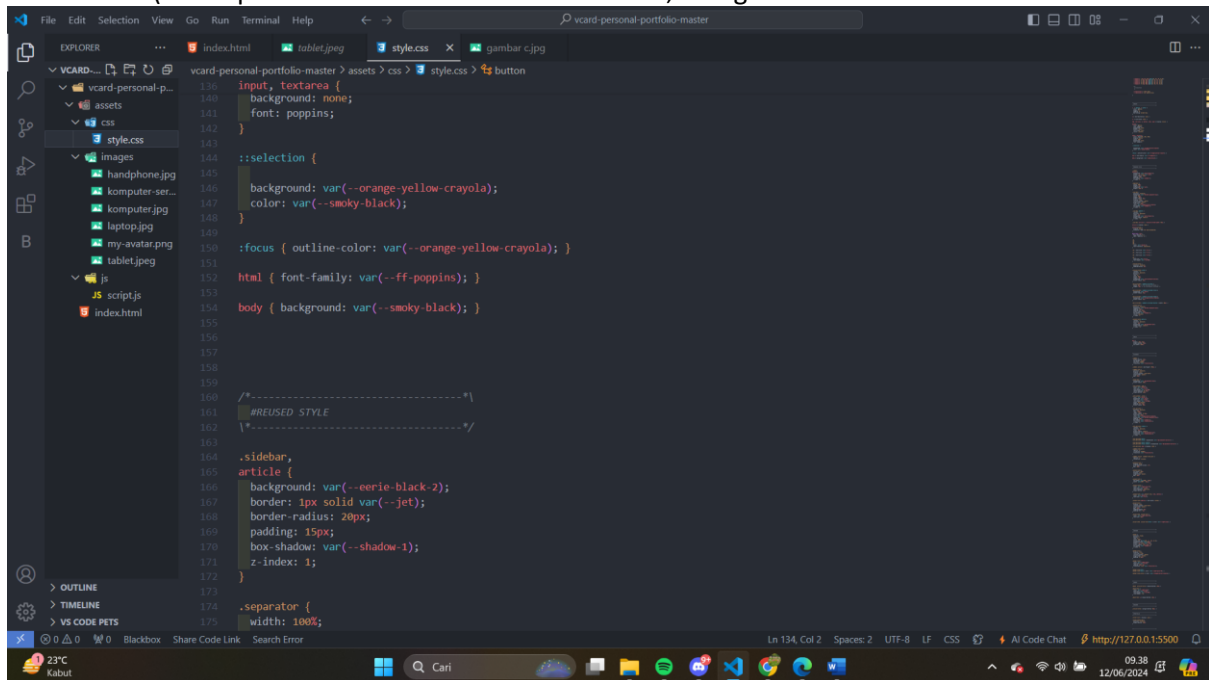 File Edit Selection View Go Run Terminal Help
vcard-personal-portfolio-master
EXPLORER
index.html
tablet.jpeg
style.css
gambar c.jpg
VCARD-...
vcard-personal-portfolio-master > assets > css > style.css > button
vcard-personal-p...
assets
css
style.css
images
handphone.jpg
komputer-ser...
komputer.jpg
laptop.jpg
my-avatar.png
tablet.jpeg
js
JS script.js
index.html
OUTLINE
TIMELINE
VS CODE PETS
136 input, textarea {
140 background: none;
141 font: poppins;
142 }
143
144 ::selection {
145
146 background: var(--orange-yellow-crayola);
147 color: var(--smoky-black);
148 }
149
150 :focus { outline-color: var(--orange-yellow-crayola); }
151
152 html { font-family: var(--ff-poppins); }
153
154 body { background: var(--smoky-black); }
155
156
157
158
159
160 /*-----------------------------------*\
161 #REUSED STYLE
162 \*-----------------------------------*/
163
164 .sidebar,
165 article {
166 background: var(--eerie-black-2);
167 border: 1px solid var(--jet);
168 border-radius: 20px;
169 padding: 15px;
170 box-shadow: var(--shadow-1);
171 z-index: 1;
172 }
173
174 .separator {
175 width: 100%;
0 0 0 Blackbox Share Code Link Search Error
Ln 134, Col 2 Spaces: 2 UTF-8 LF CSS AI Code Chat http://127.0.0.1:5500
1
23°C
Kabut
Cari
09.38
12/06/2024